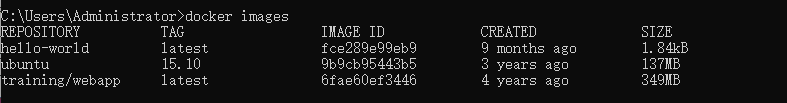 C:\Users\Administrator>docker images
REPOSITORY TAG IMAGE ID CREATED SIZE
hello-world latest fce289e99eb9 9 months ago 1.84kB
ubuntu 15.10 9b9cb95443b5 3 years ago 137MB
training/webapp latest 6fae60ef3446 4 years ago 349MB